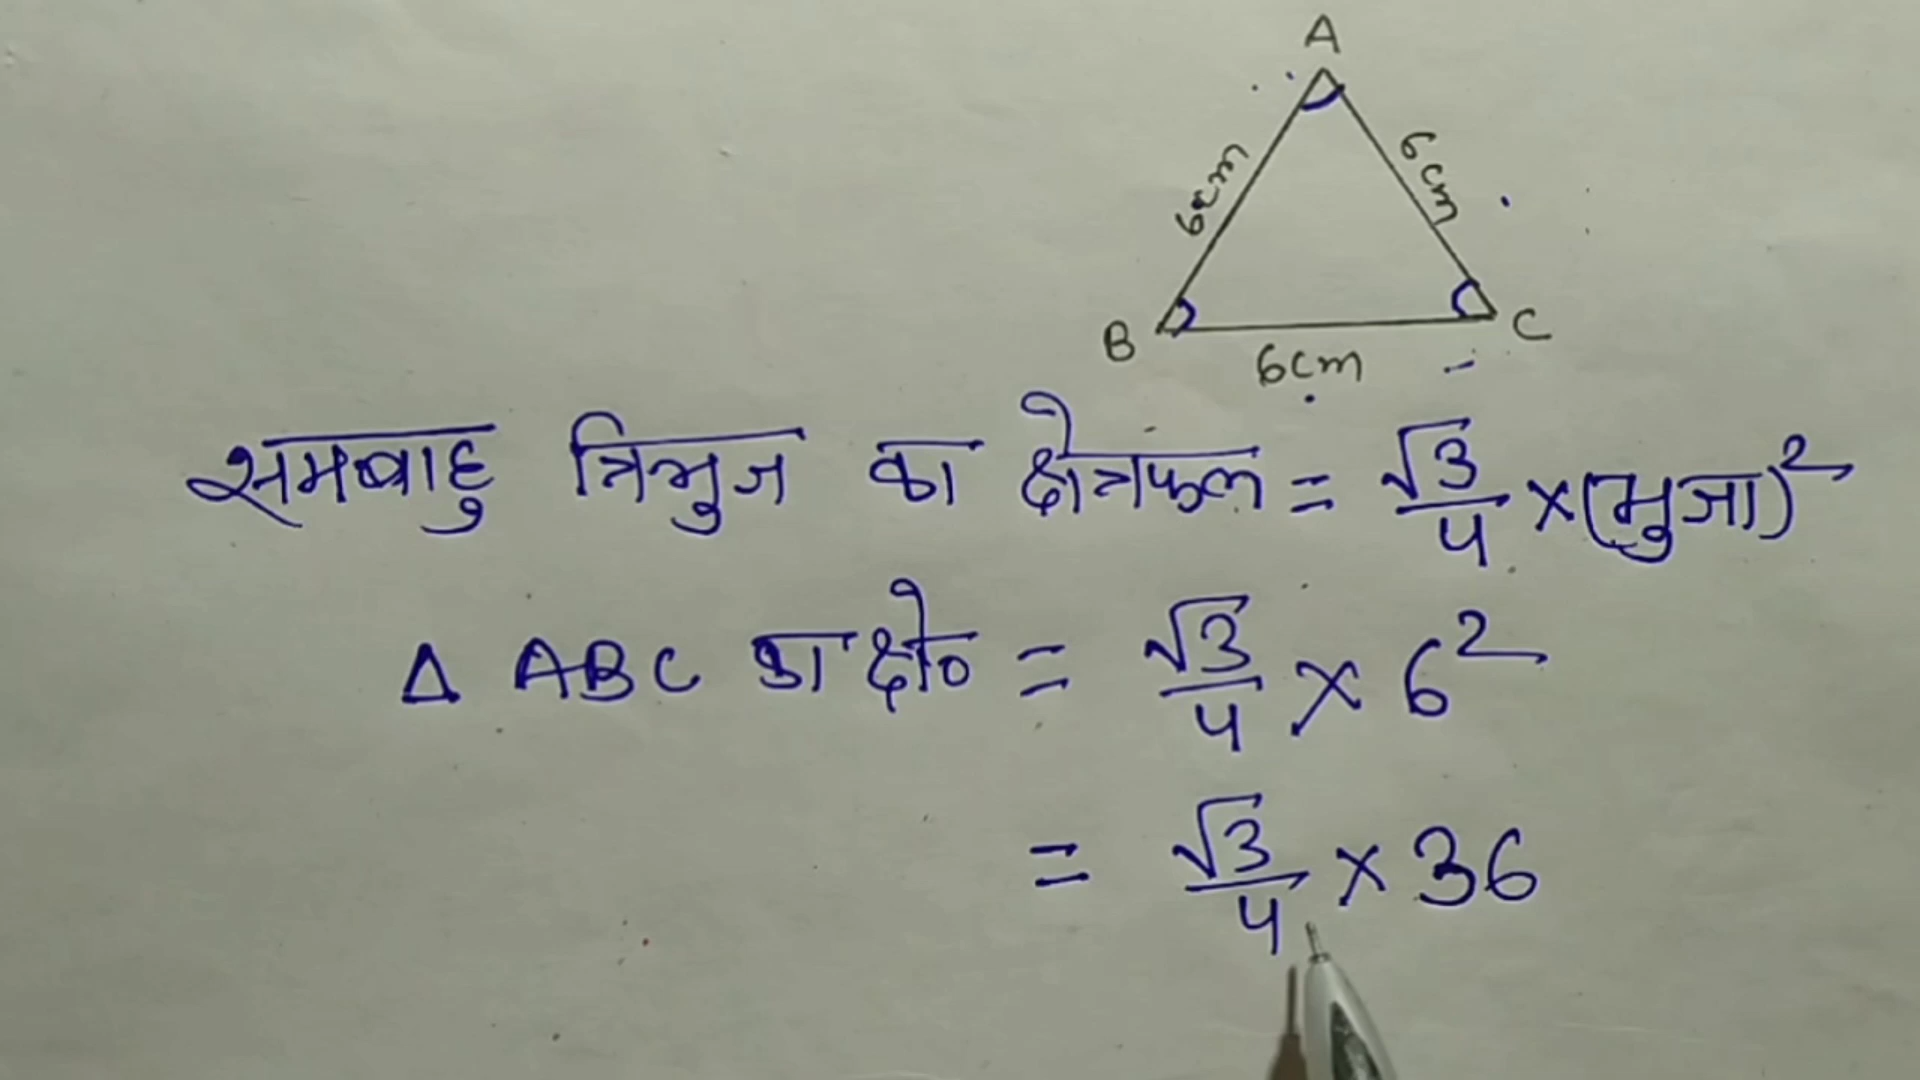 A
6cm 6cm
B C
6cm
समबाहु त्रिभुज का क्षेत्रफल = √3/4 × (भुजा)²
Δ ABC का क्षे० = √3/4 × 6²
= √3/4 × 36